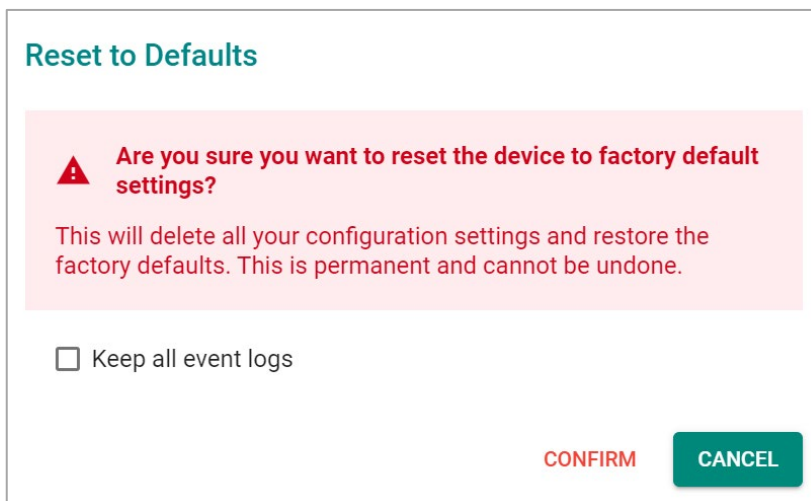 Reset to Defaults
Are you sure you want to reset the device to factory default
settings?
This will delete all your configuration settings and restore the
factory defaults. This is permanent and cannot be undone.
Keep all event logs
CONFIRM CANCEL